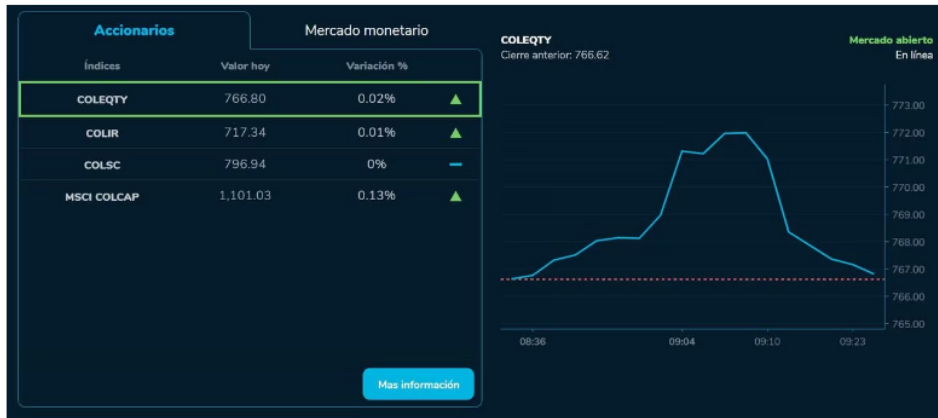 Accionarios
Mercado monetario
Índices Valor hoy Variación %
COLEQTY 766.80 0.02%
COLIR 717.34 0.01%
COLSC 796.94 0%
MSCI COLCAP 1,101.03 0.13%
Mas información
COLEQTY
Mercado abierto
Cierre anterior: 766.62
En línea
773.00
772.00
771.00
770.00
769.00
768.00
767.00
766.00
765.00
08:36 09:04 09:10 09:23